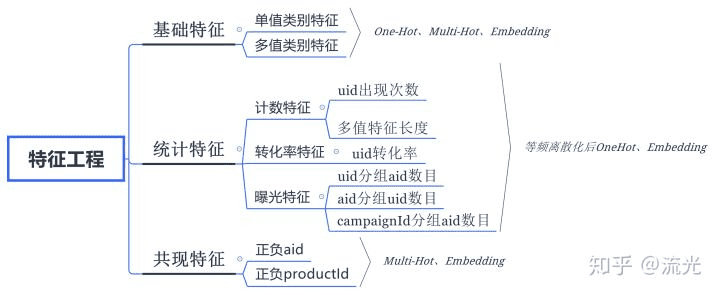 特征工程
基础特征
单值类别特征
多值类别特征
One-Hot、Multi-Hot、Embedding
统计特征
计数特征
uid出现次数
多值特征长度
转化率特征
uid转化率
曝光特征
uid分组aid数目
aid分组uid数目
campaignId分组aid数目
等频离散化后OneHot、Embedding
共现特征
正负aid
正负productId
Multi-Hot、Embedding
知乎 @流光